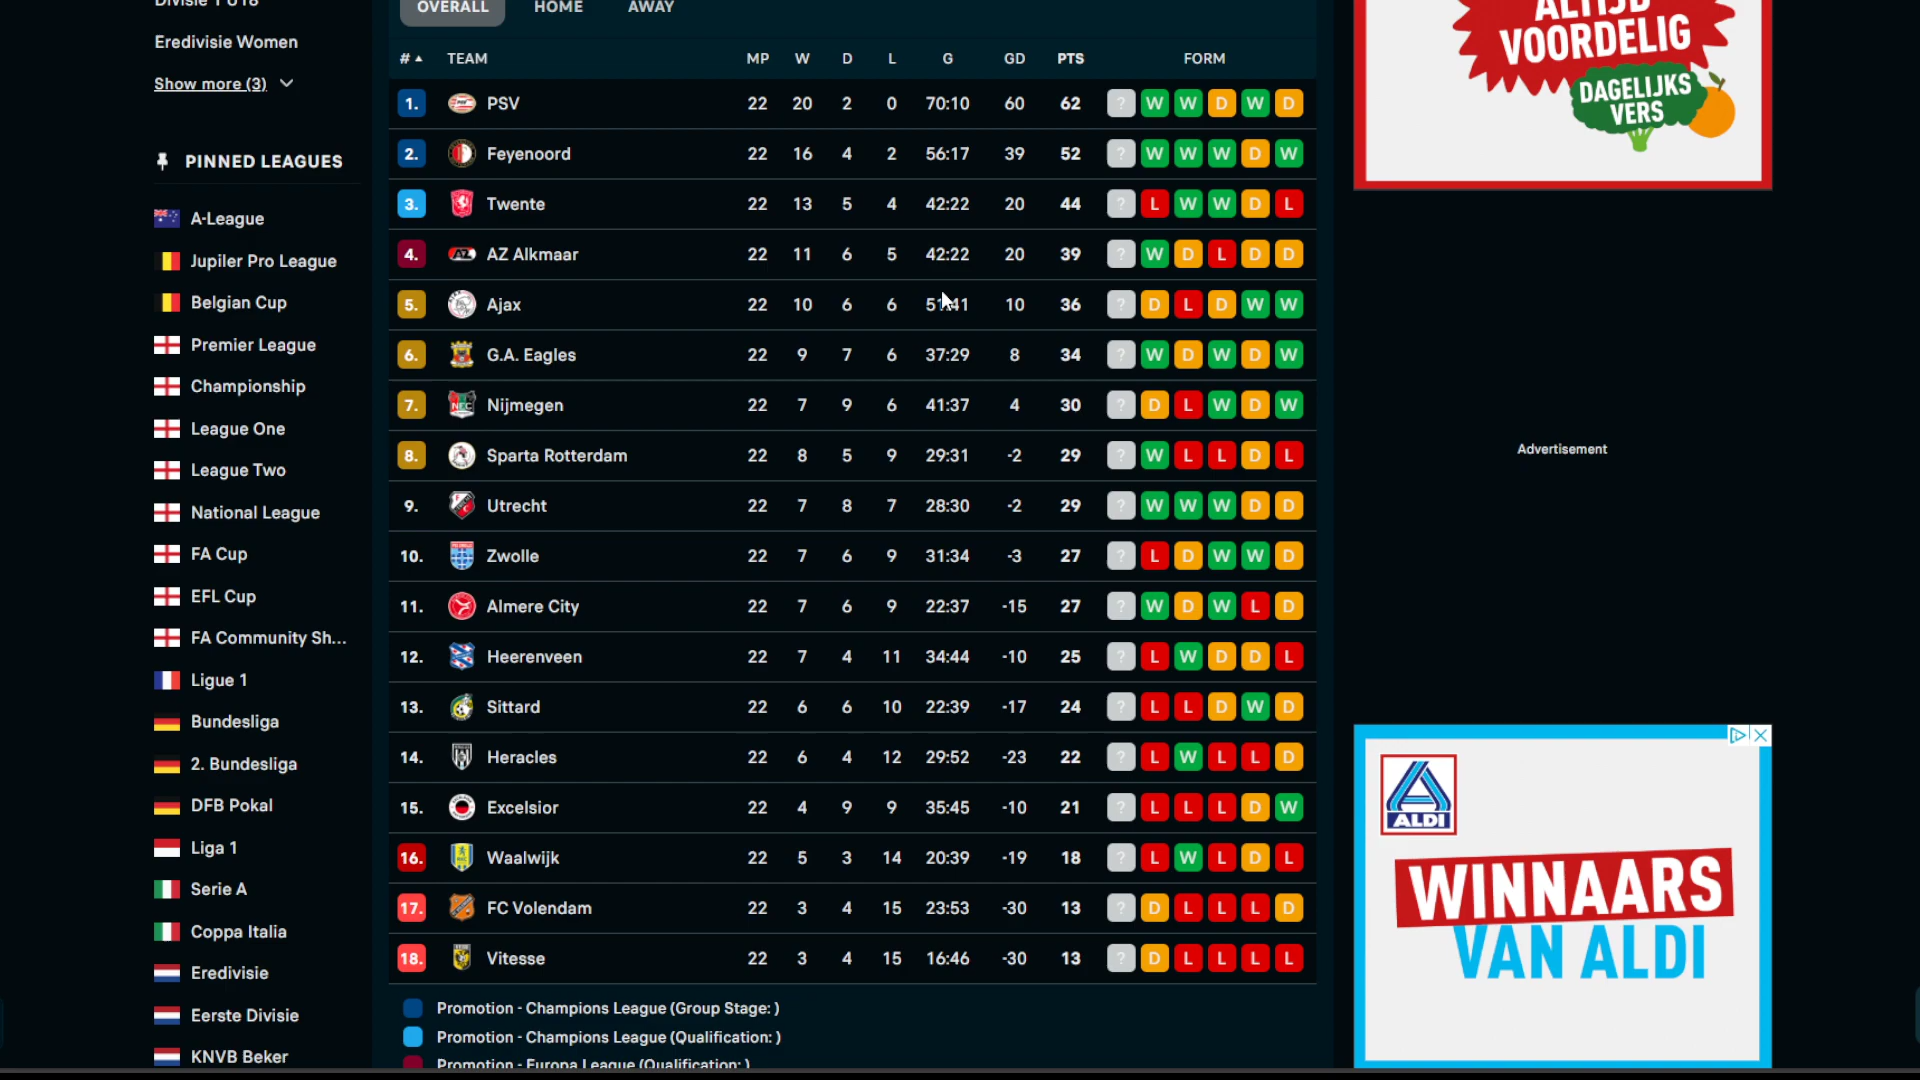 Divisie 1 U18
Eredivisie Women
Show more (3)
PINNED LEAGUES
A-League
Jupiler Pro League
Belgian Cup
Premier League
Championship
League One
League Two
National League
FA Cup
EFL Cup
FA Community Sh...
Ligue 1
Bundesliga
2. Bundesliga
DFB Pokal
Liga 1
Serie A
Coppa Italia
Eredivisie
Eerste Divisie
KNVB Beker
OVERALL HOME AWAY
# TEAM MP W D L G GD PTS FORM
1. PSV 22 20 2 0 70:10 60 62 ? W W D W D
2. Feyenoord 22 16 4 2 56:17 39 52 ? W W W D W
3. Twente 22 13 5 4 42:22 20 44 ? L W W D L
4. AZ Alkmaar 22 11 6 5 42:22 20 39 ? W D L D D
5. Ajax 22 10 6 6 51:41 10 36 ? D L D W W
6. G.A. Eagles 22 9 7 6 37:29 8 34 ? W D W D W
7. Nijmegen 22 7 9 6 41:37 4 30 ? D L W D W
8. Sparta Rotterdam 22 8 5 9 29:31 -2 29 ? W L L D L
9. Utrecht 22 7 8 7 28:30 -2 29 ? W W W D D
10. Zwolle 22 7 6 9 31:34 -3 27 ? L D W W D
11. Almere City 22 7 6 9 22:37 -15 27 ? W D W L D
12. Heerenveen 22 7 4 11 34:44 -10 25 ? L W D D L
13. Sittard 22 6 6 10 22:39 -17 24 ? L L D W D
14. Heracles 22 6 4 12 29:52 -23 22 ? L W L L D
15. Excelsior 22 4 9 9 35:45 -10 21 ? L L L D W
16. Waalwijk 22 5 3 14 20:39 -19 18 ? L W L D L
17. FC Volendam 22 3 4 15 23:53 -30 13 ? D L L L D
18. Vitesse 22 3 4 15 16:46 -30 13 ? D L L L L
Promotion - Champions League (Group Stage: )
Promotion - Champions League (Qualification: )
Promotion - Europa League (Qualification: )
ALTIJD
VOORDELIG
DAGELIJKS
VERS
Advertisement
ALDI
WINNAARS
VAN ALDI